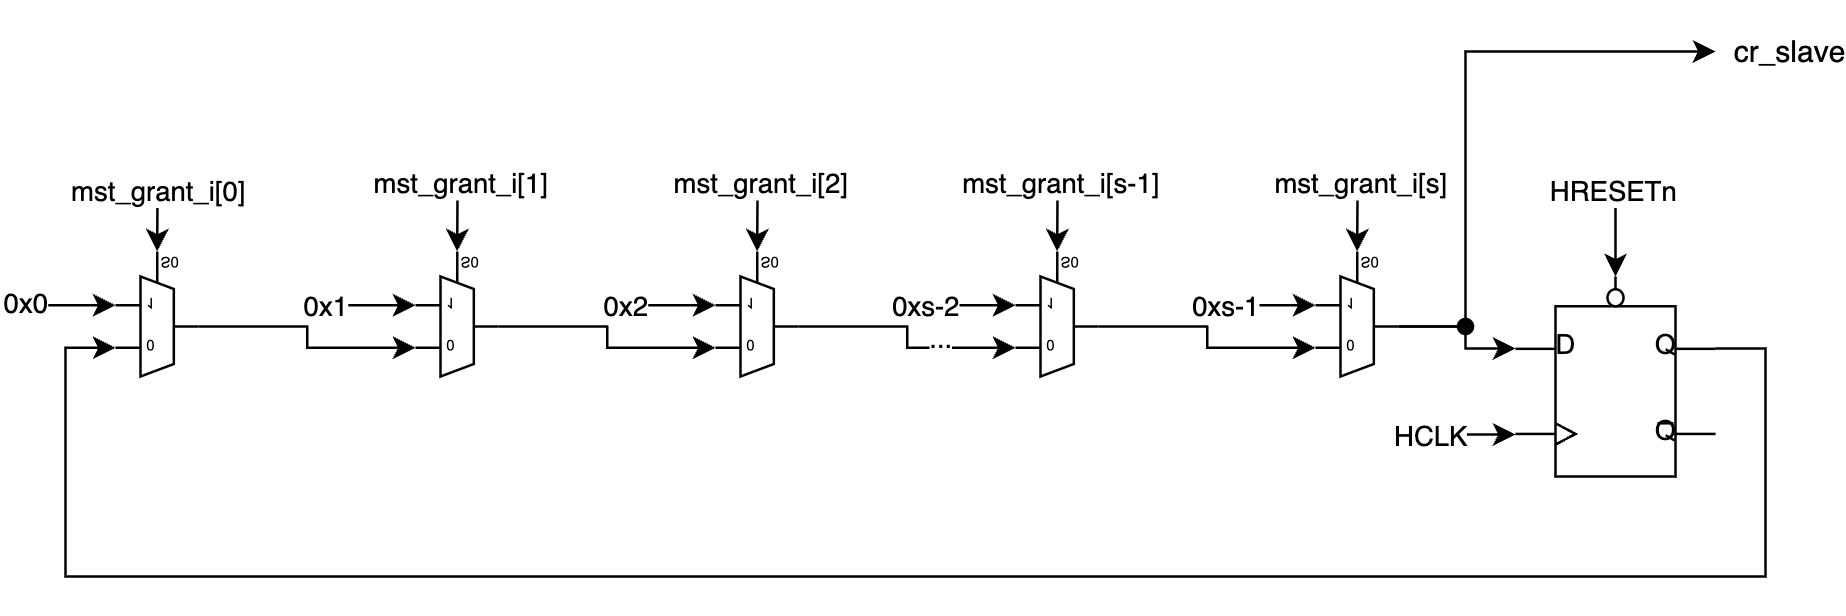 cr_slave
mst_grant_i[0]
mst_grant_i[1]
mst_grant_i[2]
mst_grant_i[s-1]
mst_grant_i[s]
HRESETn
S0
S0
S0
S0
S0
0x0
1
0
0x1
1
0
0x2
1
0
0xs-2
...
1
0
0xs-1
1
0
D
Q
HCLK
Q̅